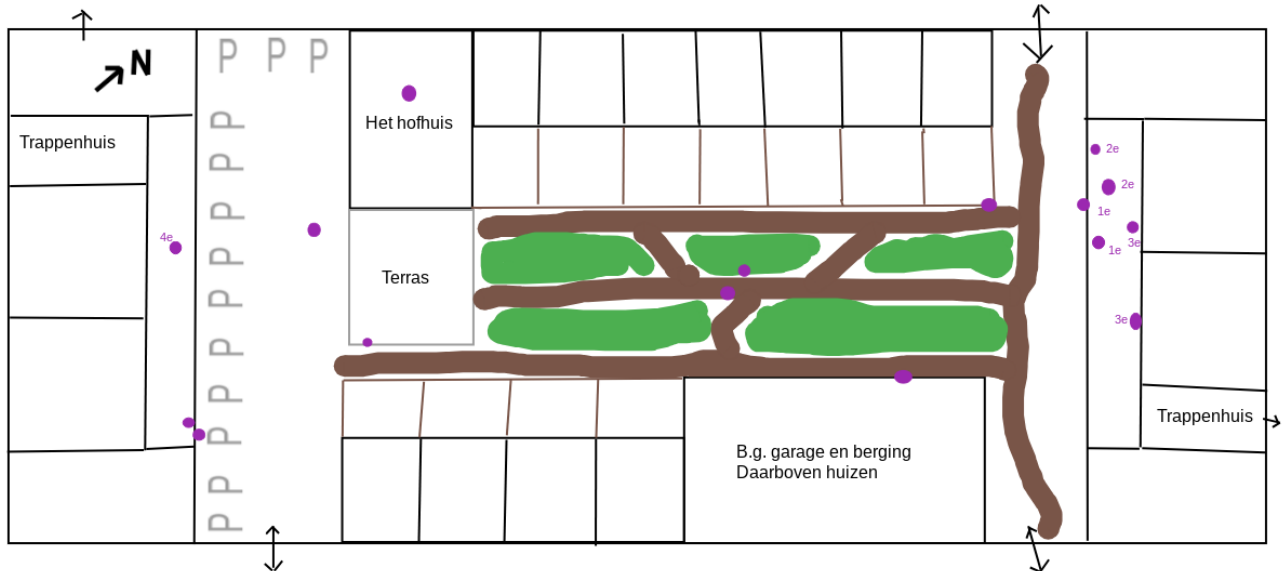 N
P P P
P
P
P
P
P
P
P
P
P
P
Trappenhuis
Het hofhuis
Terras
4e
2e
2e
1e
3e
1e
3e
B.g. garage en berging
Daarboven huizen
Trappenhuis